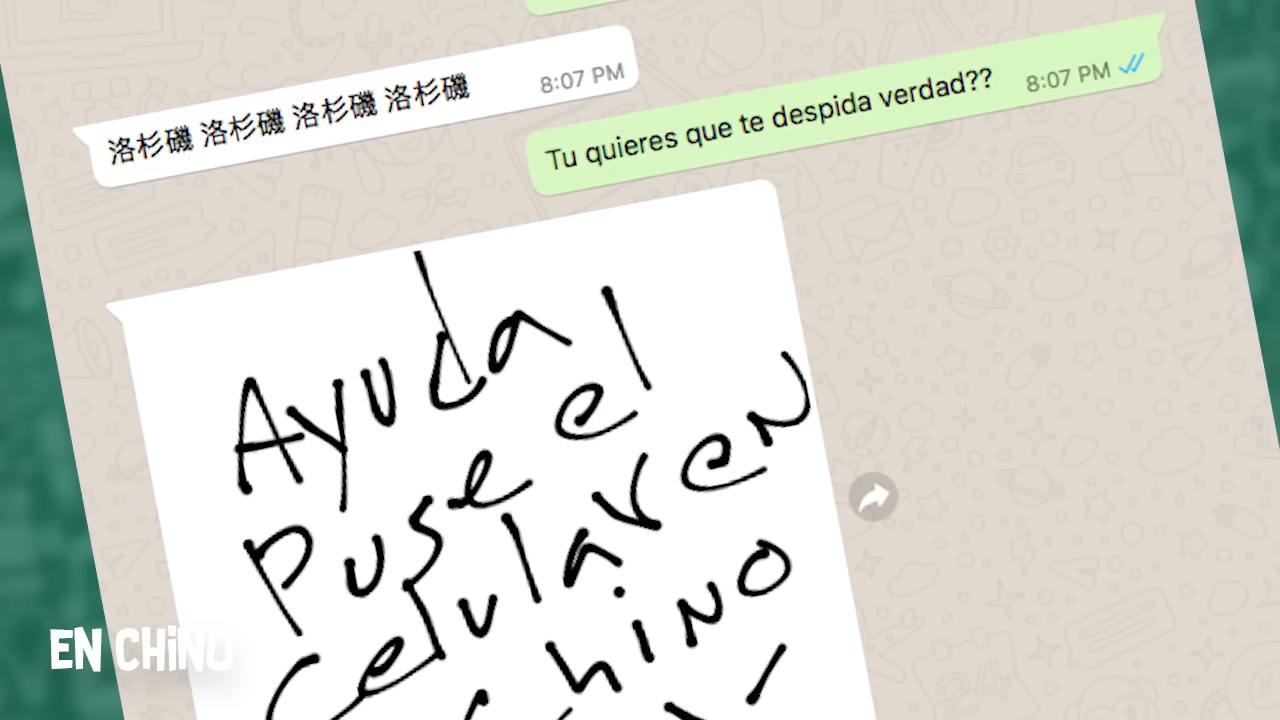 洛杉磯 洛杉磯 洛杉磯 洛杉磯
8:07 PM
Tu quieres que te despida verdad??
8:07 PM
Ayuda
puse el
celular en
chino
EN CHiNO